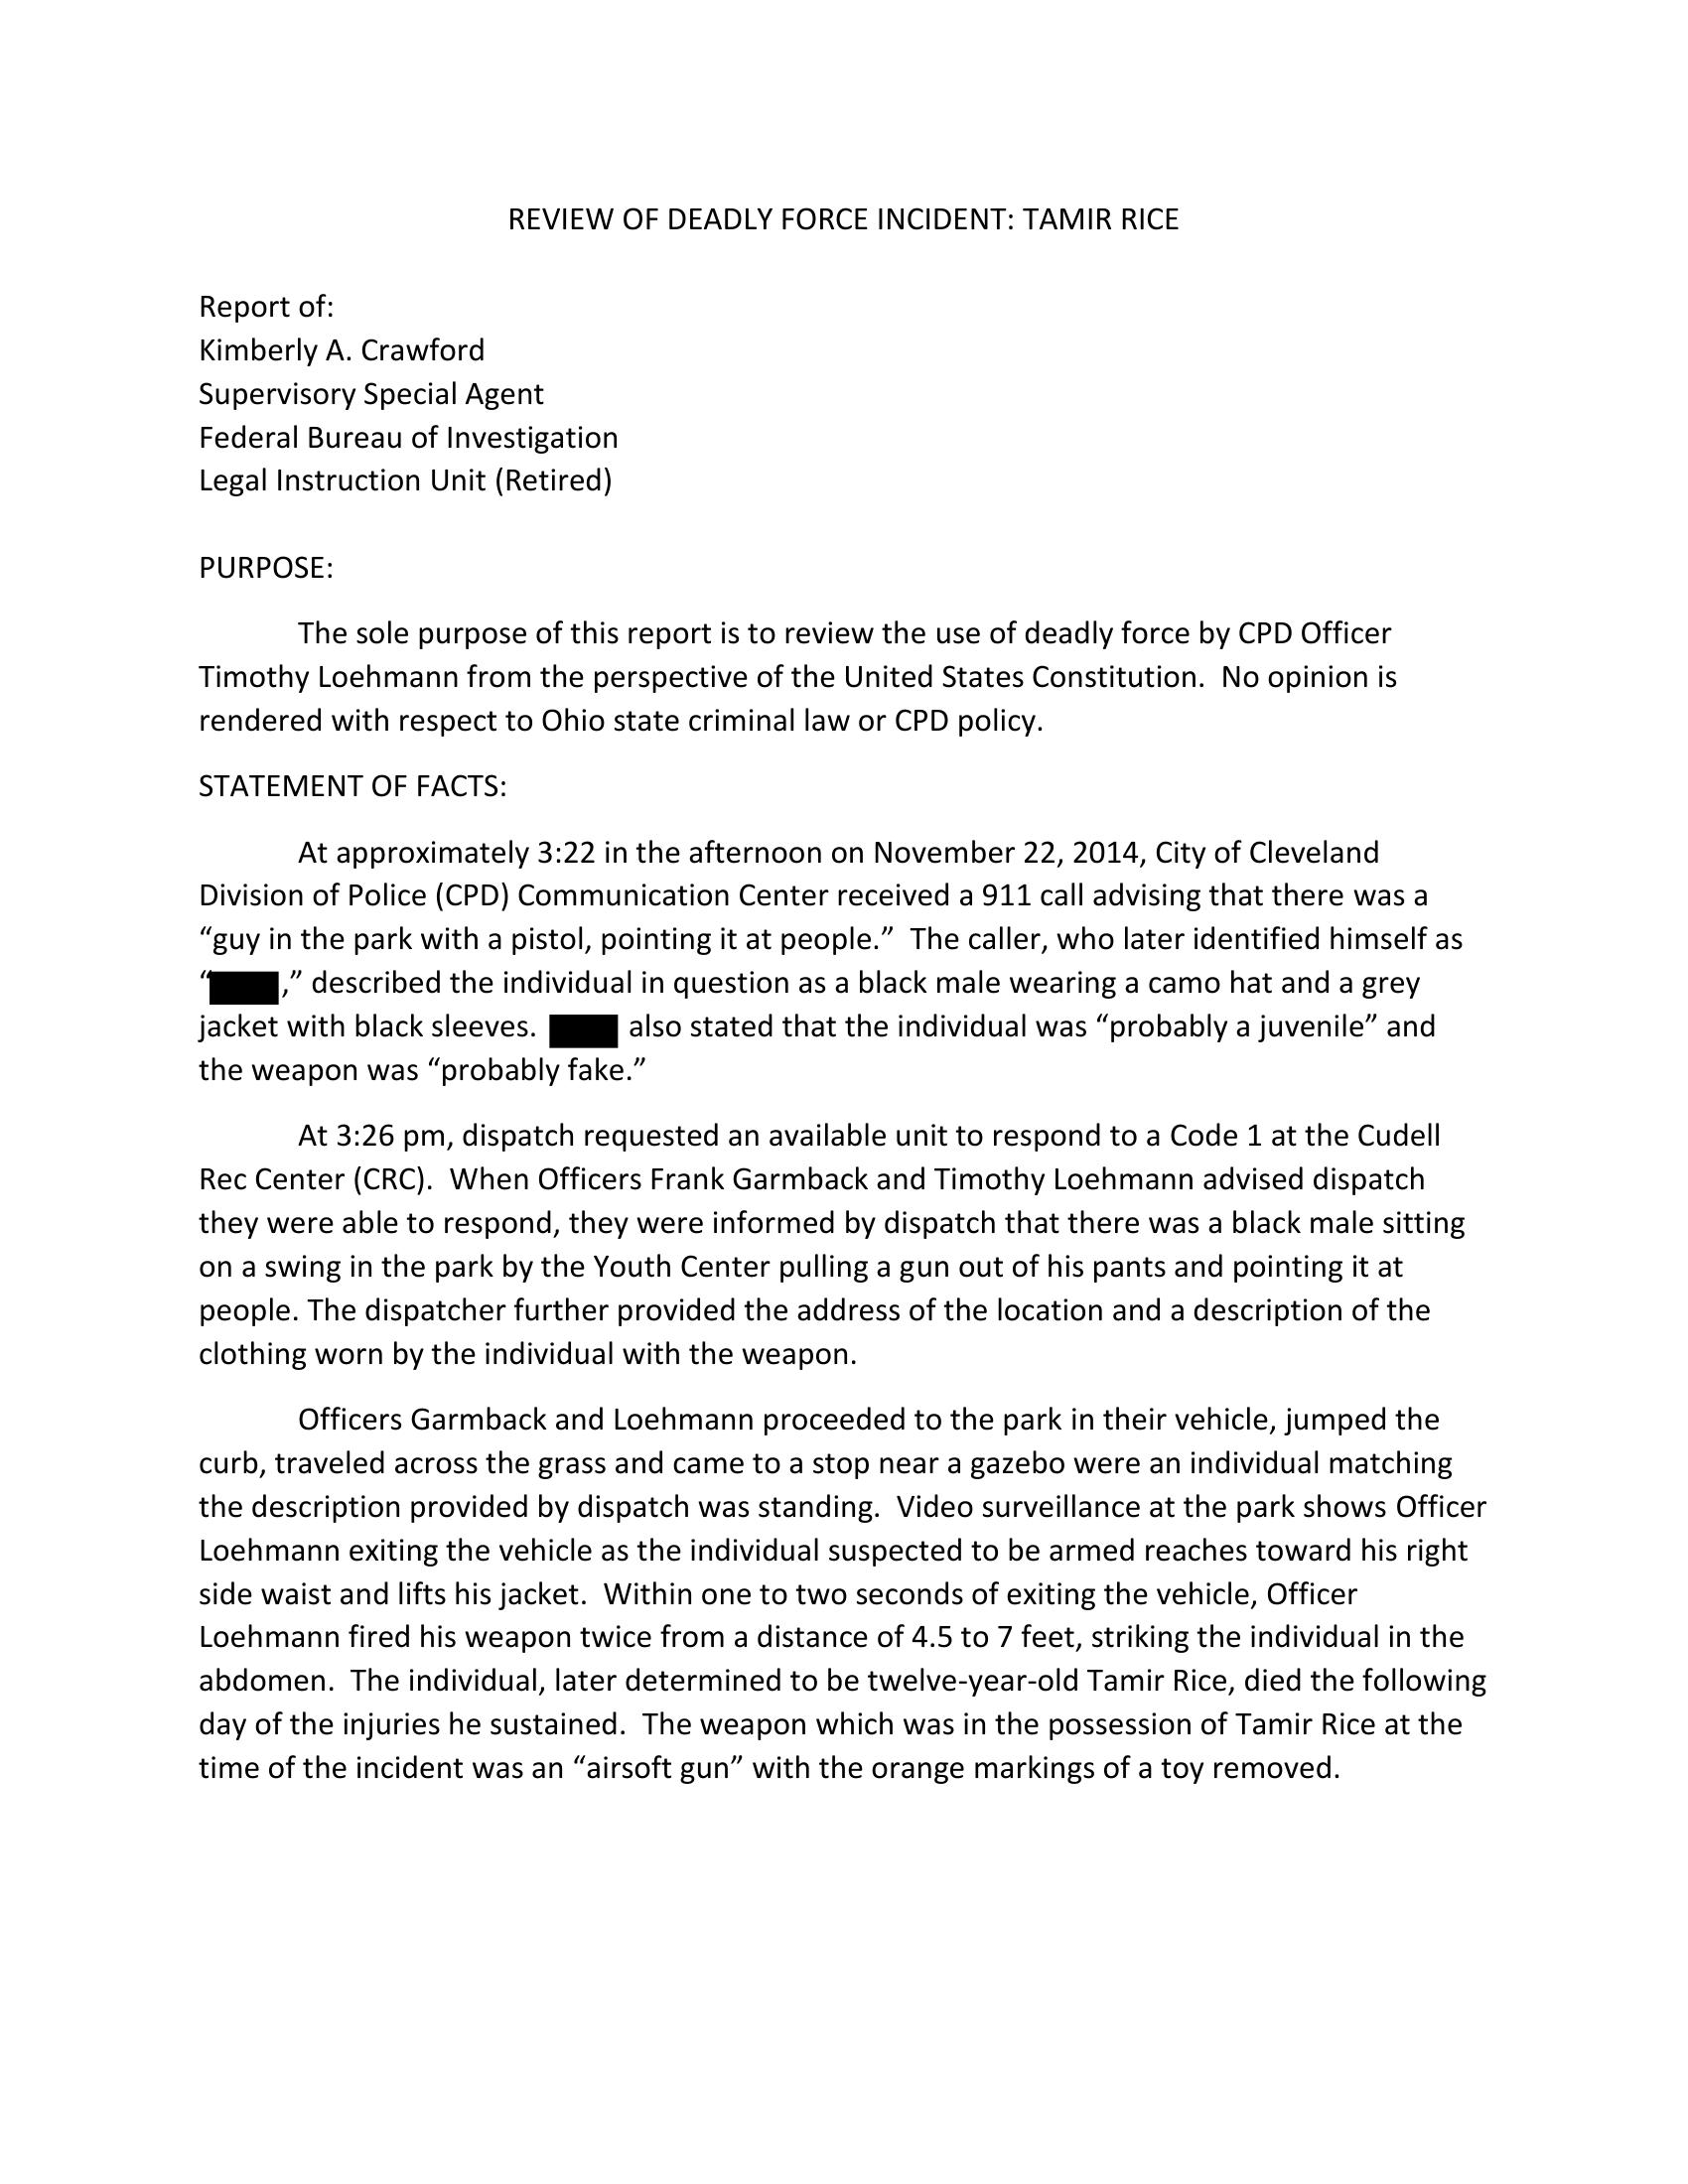 REVIEW OF DEADLY FORCE INCIDENT: TAMIR RICE
Report of:
Kimberly A. Crawford
Supervisory Special Agent
Federal Bureau of Investigation
Legal Instruction Unit (Retired)
PURPOSE:
The sole purpose of this report is to review the use of deadly force by CPD Officer
Timothy Loehmann from the perspective of the United States Constitution.  No opinion is
rendered with respect to Ohio state criminal law or CPD policy.
STATEMENT OF FACTS:
At approximately 3:22 in the afternoon on November 22, 2014, City of Cleveland
Division of Police (CPD) Communication Center received a 911 call advising that there was a
“guy in the park with a pistol, pointing it at people.”  The caller, who later identified himself as
“,” described the individual in question as a black male wearing a camo hat and a grey
jacket with black sleeves.  also stated that the individual was “probably a juvenile” and
the weapon was “probably fake.”
At 3:26 pm, dispatch requested an available unit to respond to a Code 1 at the Cudell
Rec Center (CRC).  When Officers Frank Garmback and Timothy Loehmann advised dispatch
they were able to respond, they were informed by dispatch that there was a black male sitting
on a swing in the park by the Youth Center pulling a gun out of his pants and pointing it at
people. The dispatcher further provided the address of the location and a description of the
clothing worn by the individual with the weapon.
Officers Garmback and Loehmann proceeded to the park in their vehicle, jumped the
curb, traveled across the grass and came to a stop near a gazebo were an individual matching
the description provided by dispatch was standing.  Video surveillance at the park shows Officer
Loehmann exiting the vehicle as the individual suspected to be armed reaches toward his right
side waist and lifts his jacket.  Within one to two seconds of exiting the vehicle, Officer
Loehmann fired his weapon twice from a distance of 4.5 to 7 feet, striking the individual in the
abdomen.  The individual, later determined to be twelve-year-old Tamir Rice, died the following
day of the injuries he sustained.  The weapon which was in the possession of Tamir Rice at the
time of the incident was an “airsoft gun” with the orange markings of a toy removed.